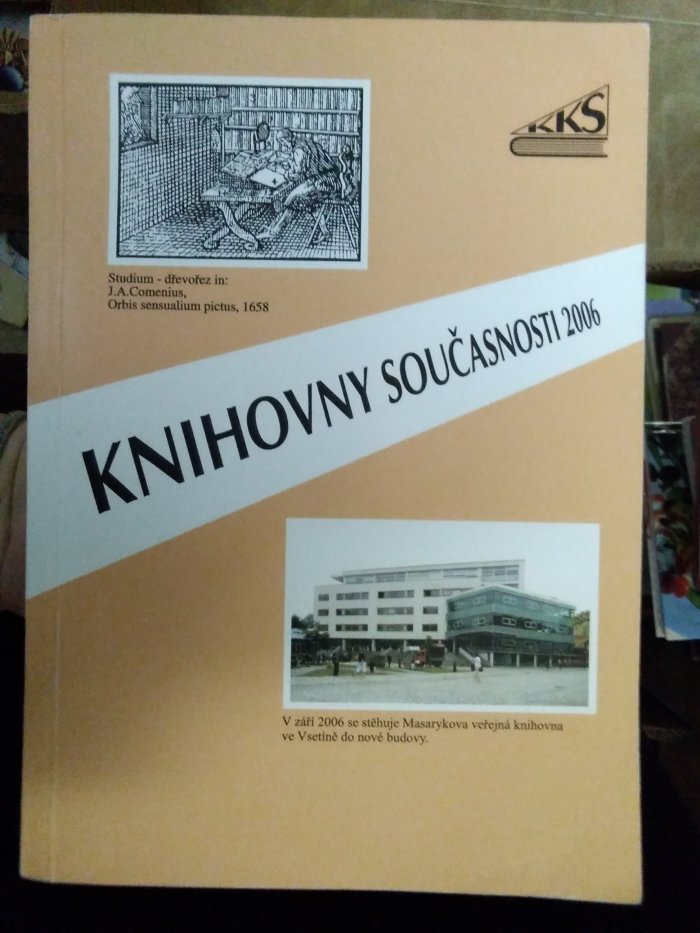 KKS
Studium - dřevořez in:
J.A.Comenius,
Orbis sensualium pictus, 1658
KNIHOVNY SOUČASNOSTI 2006
V září 2006 se stěhuje Masarykova veřejná knihovna
ve Vsetíně do nové budovy.